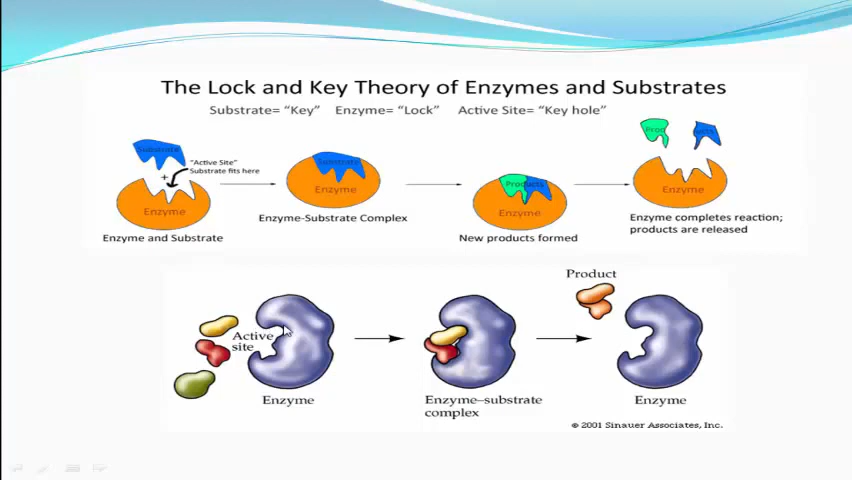 The Lock and Key Theory of Enzymes and Substrates
Substrate= “Key” Enzyme= “Lock” Active Site= “Key hole”
Substrate
+
“Active Site”
Substrate fits here
Enzyme
Enzyme and Substrate
Substrate
Enzyme
Enzyme-Substrate Complex
Products
Enzyme
New products formed
Prod ucts
Enzyme
Enzyme completes reaction;
products are released
Active
site
Enzyme
Enzyme–substrate
complex
Product
Enzyme
© 2001 Sinauer Associates, Inc.